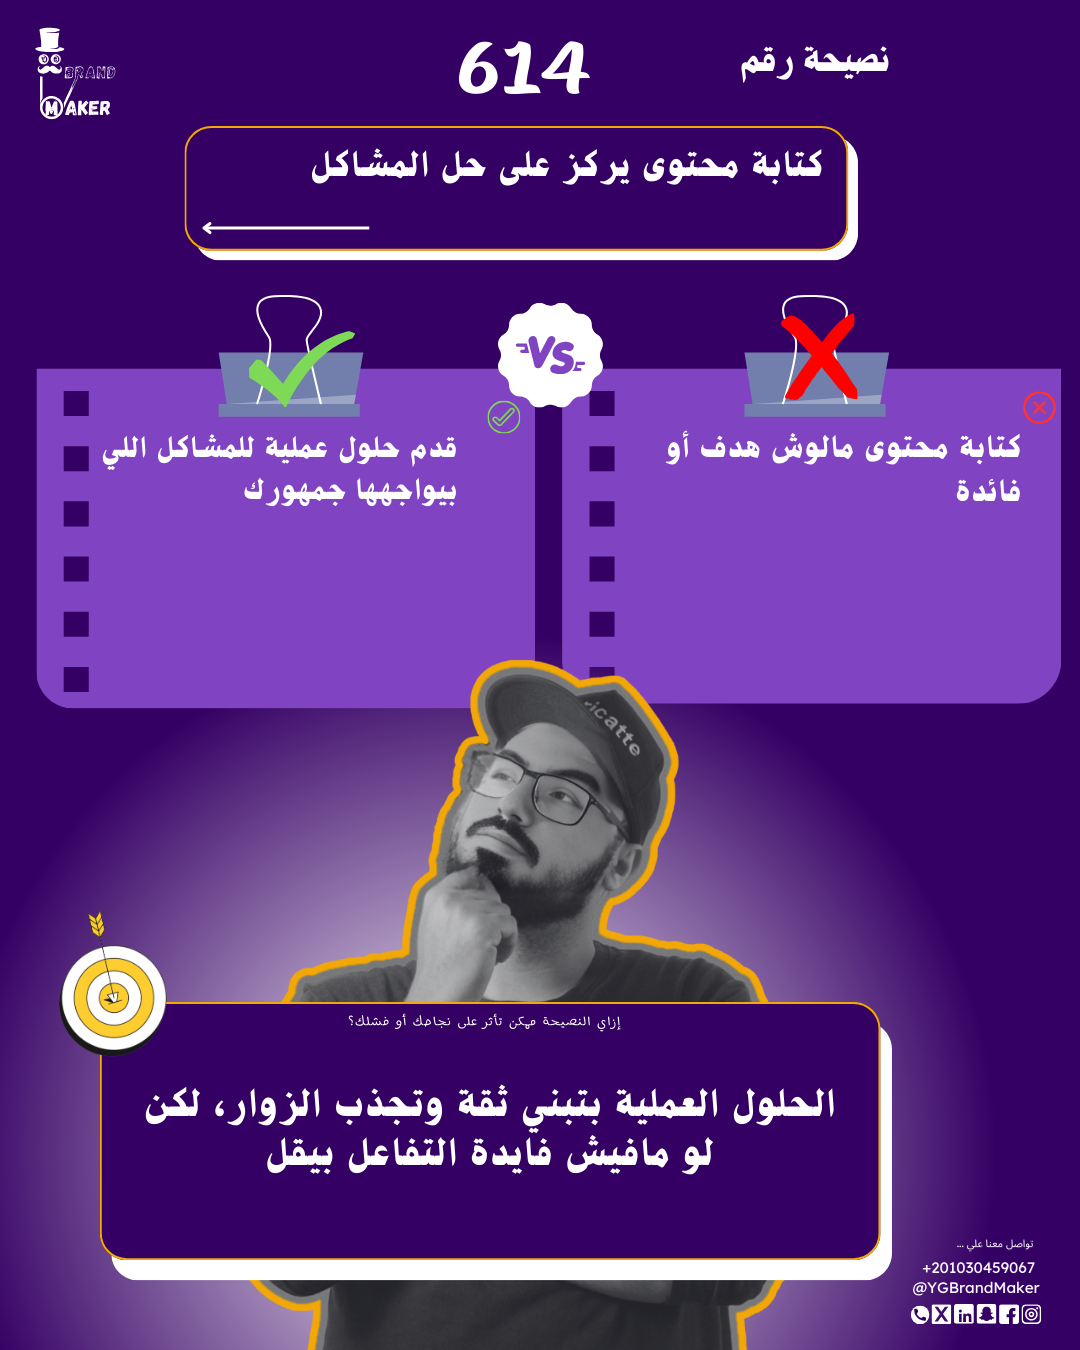 BRAND
MAKER
نصيحة رقم
614
كتابة محتوى يركز على حل المشاكل
VS
كتابة محتوى مالوش هدف أو
فائدة
قدم حلول عملية للمشاكل اللي
بيواجهها جمهورك
icatte
إزاي النصيحة ممكن تأثر على نجاحك أو فشلك؟
الحلول العملية بتبني ثقة وتجذب الزوار، لكن
لو مافيش فايدة التفاعل بيقل
تواصل معنا علي ...
+201030459067
@YGBrandMaker